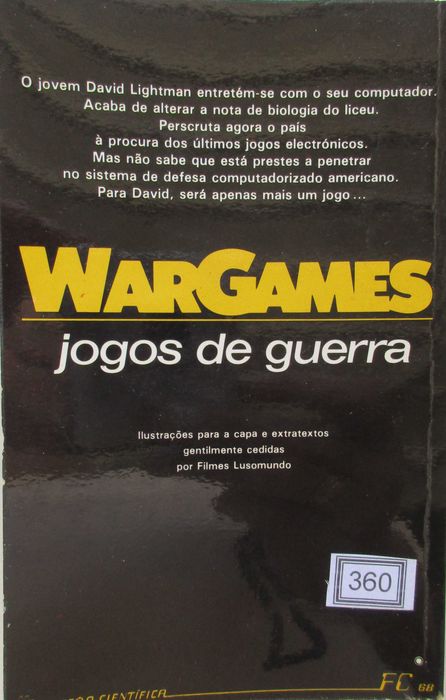 O jovem David Lightman entretém-se com o seu computador.
Acaba de alterar a nota de biologia do liceu.
Perscruta agora o país
à procura dos últimos jogos electrónicos.
Mas não sabe que está prestes a penetrar
no sistema de defesa computadorizado americano.
Para David, será apenas mais um jogo...
WARGAMES
jogos de guerra
Ilustrações para a capa e extratextos
gentilmente cedidas
por Filmes Lusomundo
360
CIENTÍFICA
FC 68